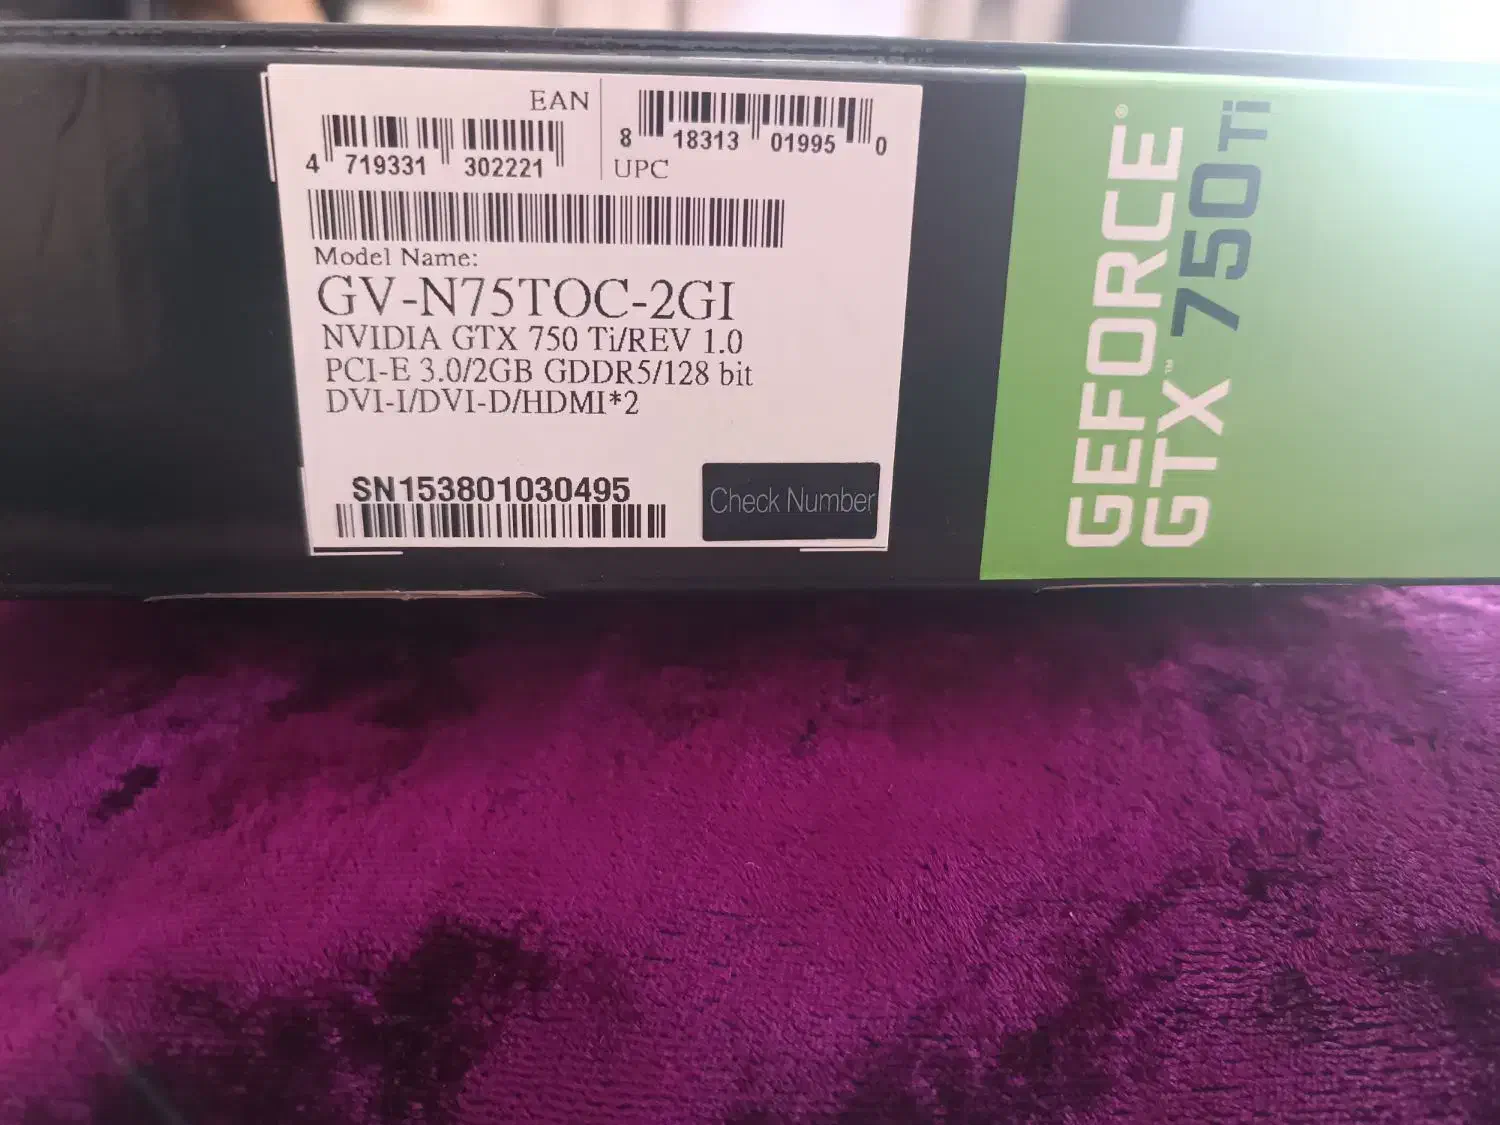 EAN
4 719331 302221
8 18313 01995 0
UPC
Model Name:
GV-N75TOC-2GI
NVIDIA GTX 750 Ti/REV 1.0
PCI-E 3.0/2GB GDDR5/128 bit
DVI-I/DVI-D/HDMI*2
SN153801030495
Check Number
GEFORCE®
GTX™ 750Ti